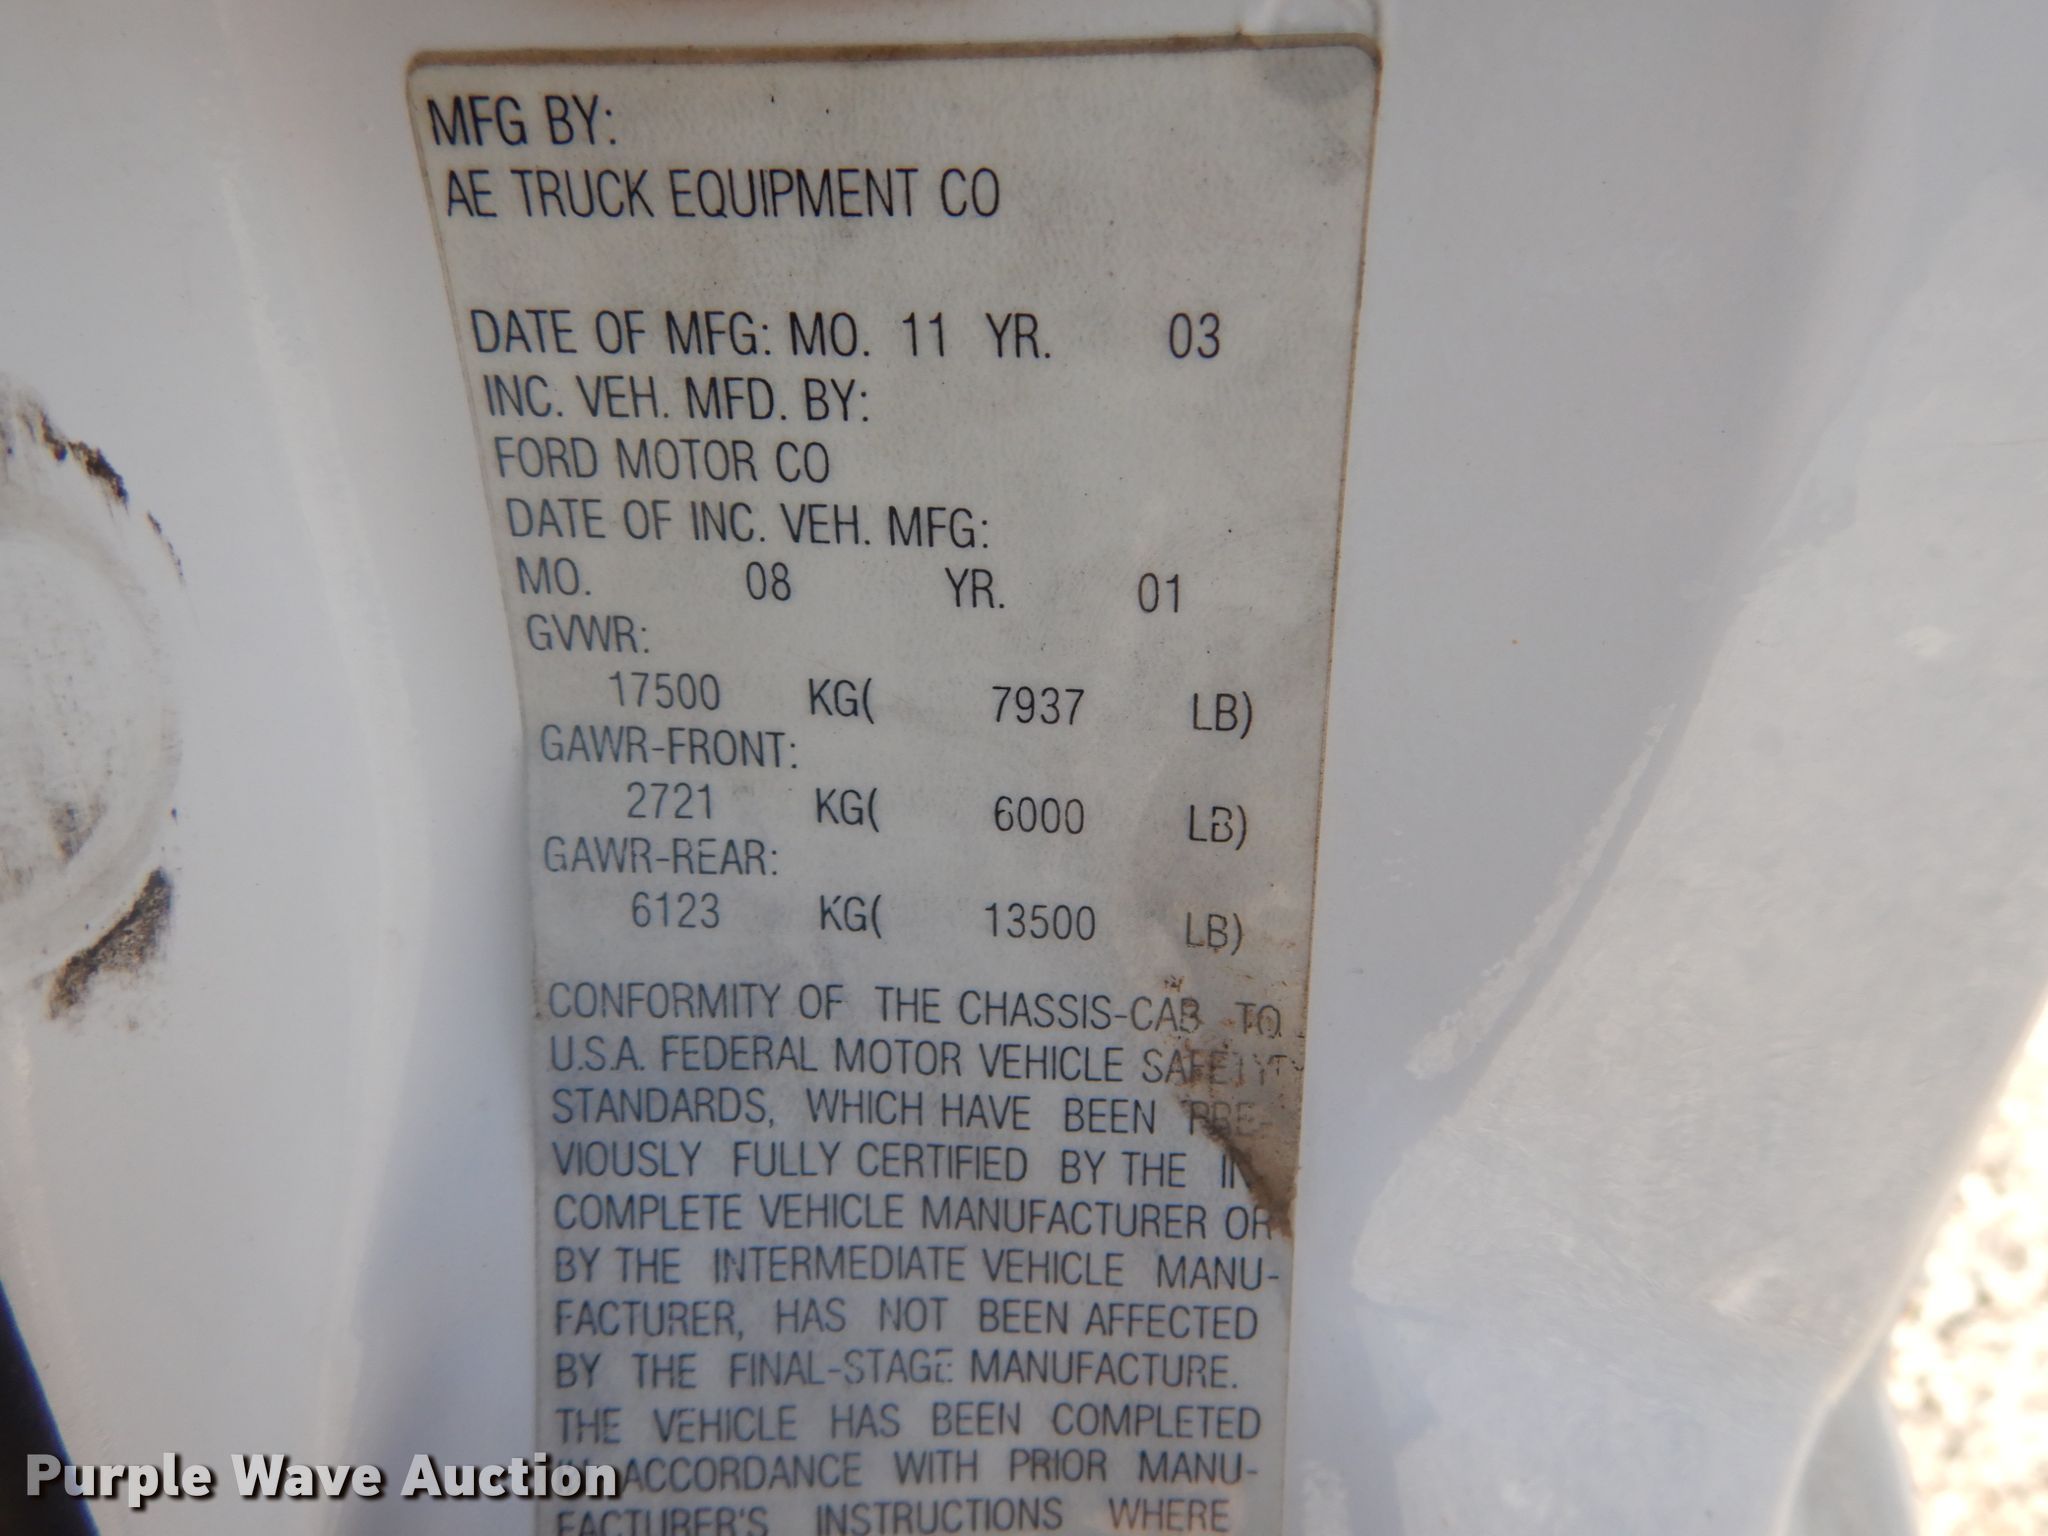 MFG BY:
AE TRUCK EQUIPMENT CO
DATE OF MFG: MO. 11 YR. 03
INC. VEH. MFD. BY:
FORD MOTOR CO
DATE OF INC. VEH. MFG:
MO. 08 YR. 01
GVWR:
17500 KG( 7937 LB)
GAWR-FRONT:
2721 KG( 6000 LB)
GAWR-REAR:
6123 KG( 13500 LB)
CONFORMITY OF THE CHASSIS-CAB TO
U.S.A. FEDERAL MOTOR VEHICLE SAFETY
STANDARDS, WHICH HAVE BEEN PRE-
VIOUSLY FULLY CERTIFIED BY THE IN-
COMPLETE VEHICLE MANUFACTURER OR
BY THE INTERMEDIATE VEHICLE MANU-
FACTURER, HAS NOT BEEN AFFECTED
BY THE FINAL-STAGE MANUFACTURE.
THE VEHICLE HAS BEEN COMPLETED
ACCORDANCE WITH PRIOR MANU-
FACTURER'S INSTRUCTIONS WHERE
Purple Wave Auction